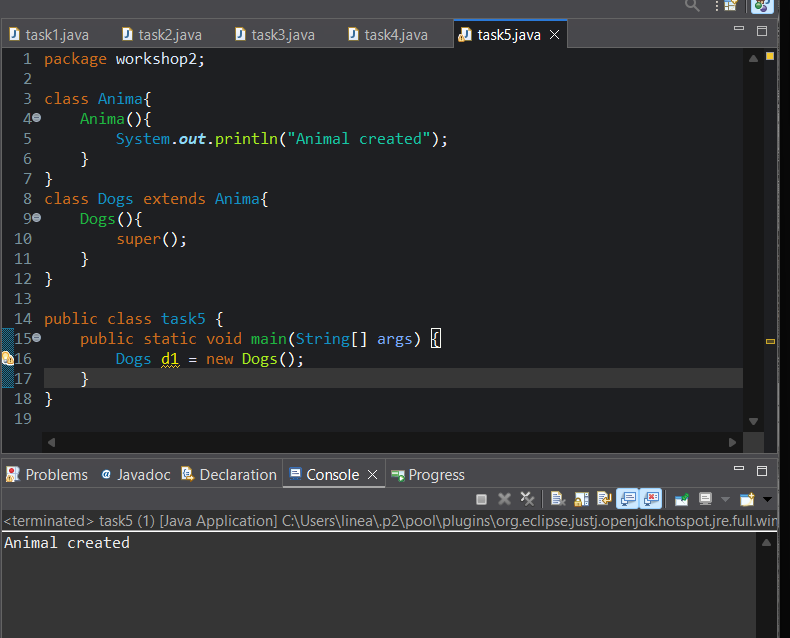 task1.java task2.java task3.java task4.java task5.java
1 package workshop2;
2
3 class Anima{
4 Anima(){
5 System.out.println("Animal created");
6 }
7 }
8 class Dogs extends Anima{
9 Dogs(){
10 super();
11 }
12 }
13
14 public class task5 {
15 public static void main(String[] args) {
16 Dogs d1 = new Dogs();
17 }
18 }
19
Problems Javadoc Declaration Console Progress
<terminated> task5 (1) [Java Application] C:\Users\linea\.p2\pool\plugins\org.eclipse.justj.openjdk.hotspot.jre.full.win
Animal created